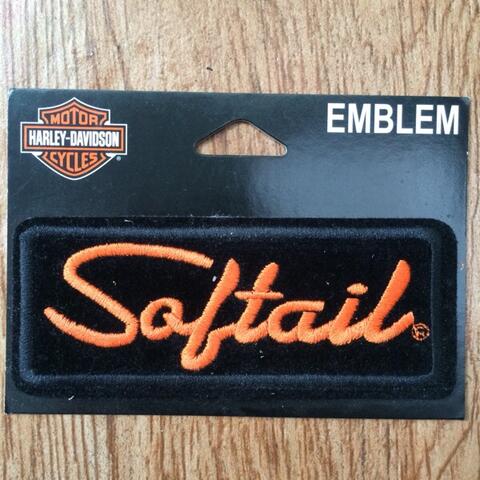 MOTOR
HARLEY-DAVIDSON
CYCLES
®
EMBLEM
Softail ®